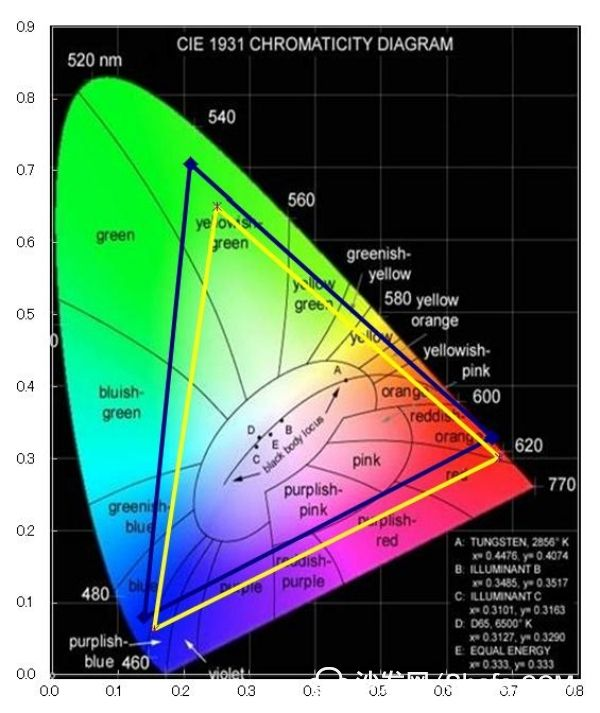 0.9
CIE 1931 CHROMATICITY DIAGRAM
520 nm
0.8
540
0.7
560
yellowish-
green
green
0.6
greenish-
yellow
yellow
green
580
yellow
orange
0.5
yellow
0
yellowish-
pink
A
0.4
bluish-
green
orange
600
reddish-
orange
D
B
E
C
black body locus
620
0.3
pink
red
770
purplish-
pink
greenish-
blue
purplish-
red
0.2
A: TUNGSTEN, 2856° K
x= 0.4476, y= 0.4074
B: ILLUMINANT B
x= 0.3485, y= 0.3517
C: ILLUMINANT C
x= 0.3101, y= 0.3163
D: D65, 6500° K
x= 0.3127, y= 0.3290
E: EQUAL ENERGY
x= 0.333, y= 0.333
reddish-
purple
blue
purple
480
0.1
purplish-
blue
460
violet
0.0
0.0 0.1 0.2 0.3 0.4 0.5 0.6 0.7 0.8